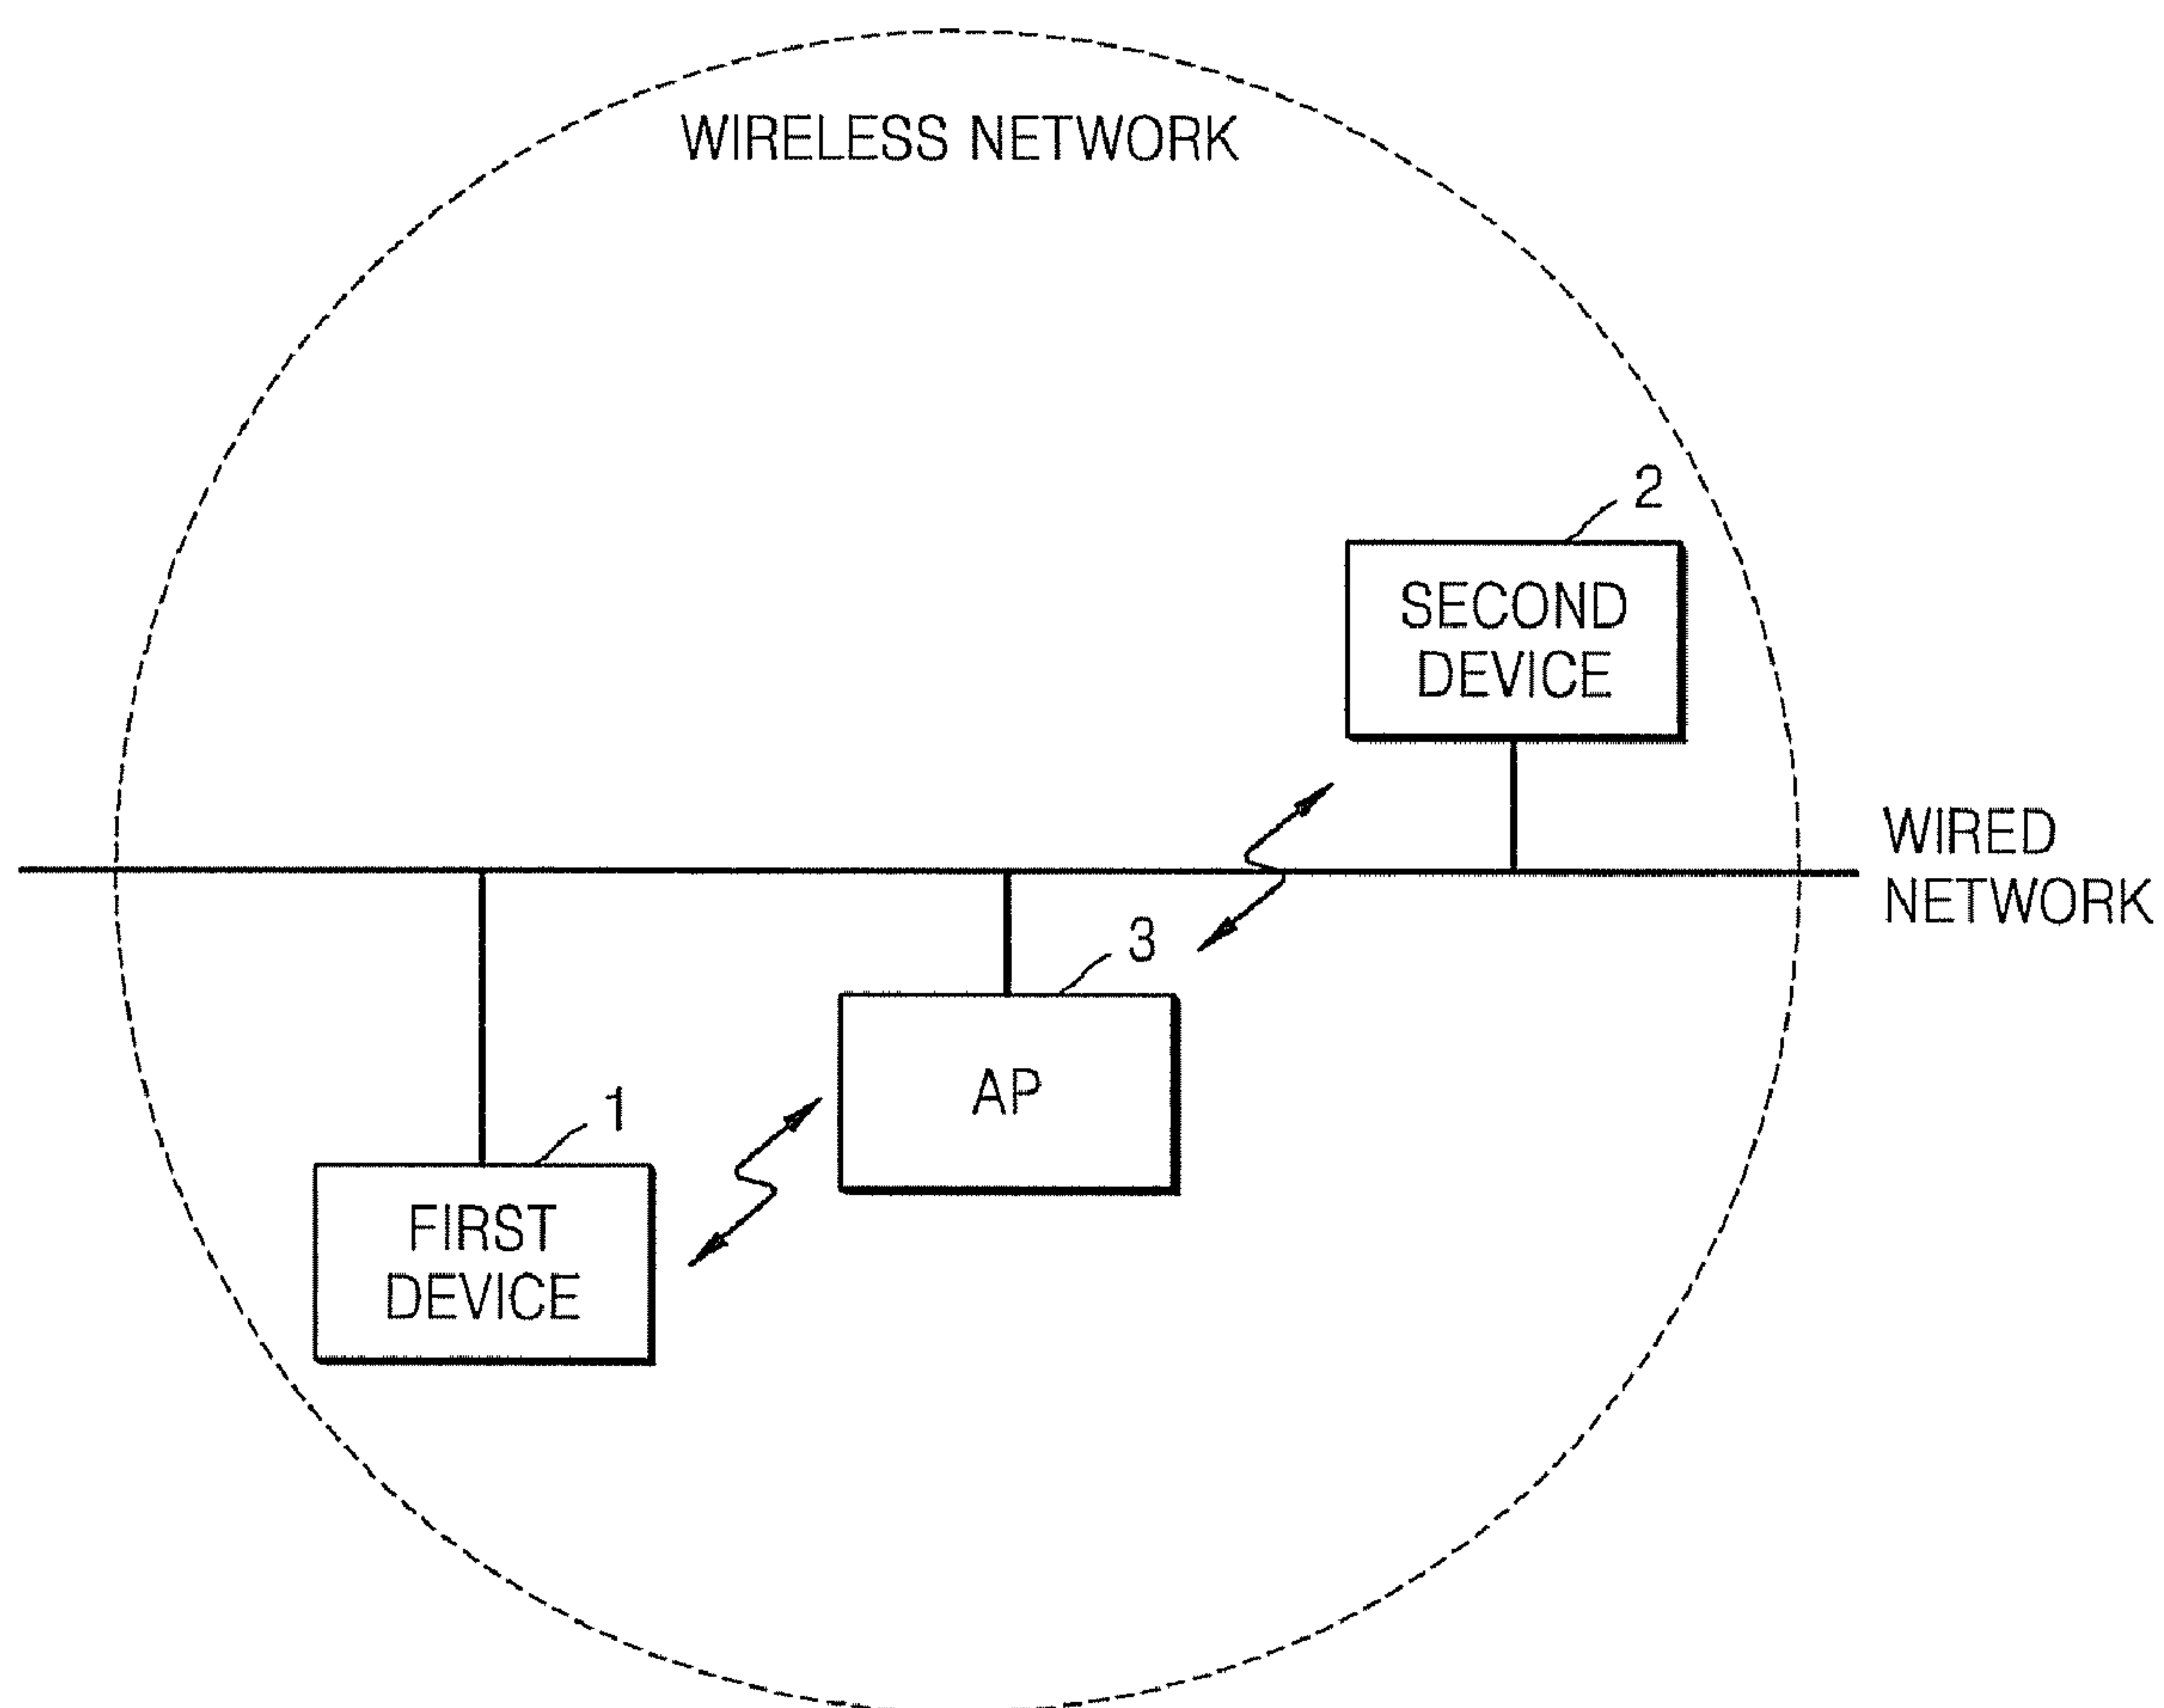 WIRELESS NETWORK
2
SECOND
DEVICE
WIRED
NETWORK
3
AP
1
FIRST
DEVICE